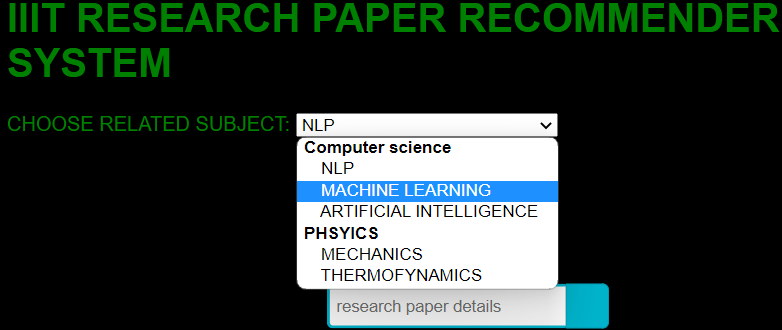 IIIT RESEARCH PAPER RECOMMENDER
SYSTEM
CHOOSE RELATED SUBJECT: NLP
Computer science
NLP
MACHINE LEARNING
ARTIFICIAL INTELLIGENCE
PHSYICS
MECHANICS
THERMOFYNAMICS
research paper details